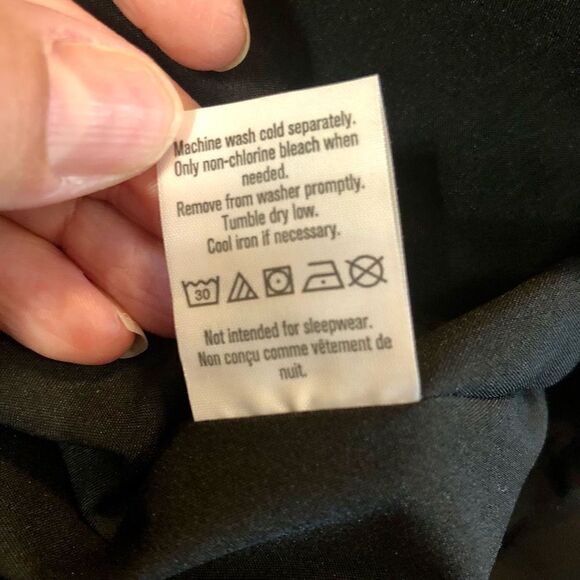 Machine wash cold separately.
Only non-chlorine bleach when
needed.
Remove from washer promptly.
Tumble dry low.
Cool iron if necessary.
30
Not intended for sleepwear.
Non conçu comme vêtement de
nuit.